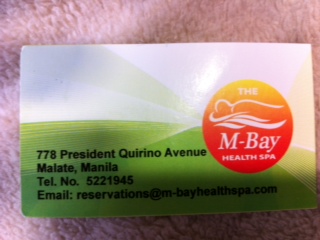 THE
M-Bay
HEALTH SPA
778 President Quirino Avenue
Malate, Manila
Tel. No. 5221945
Email: reservations@m-bayhealthspa.com